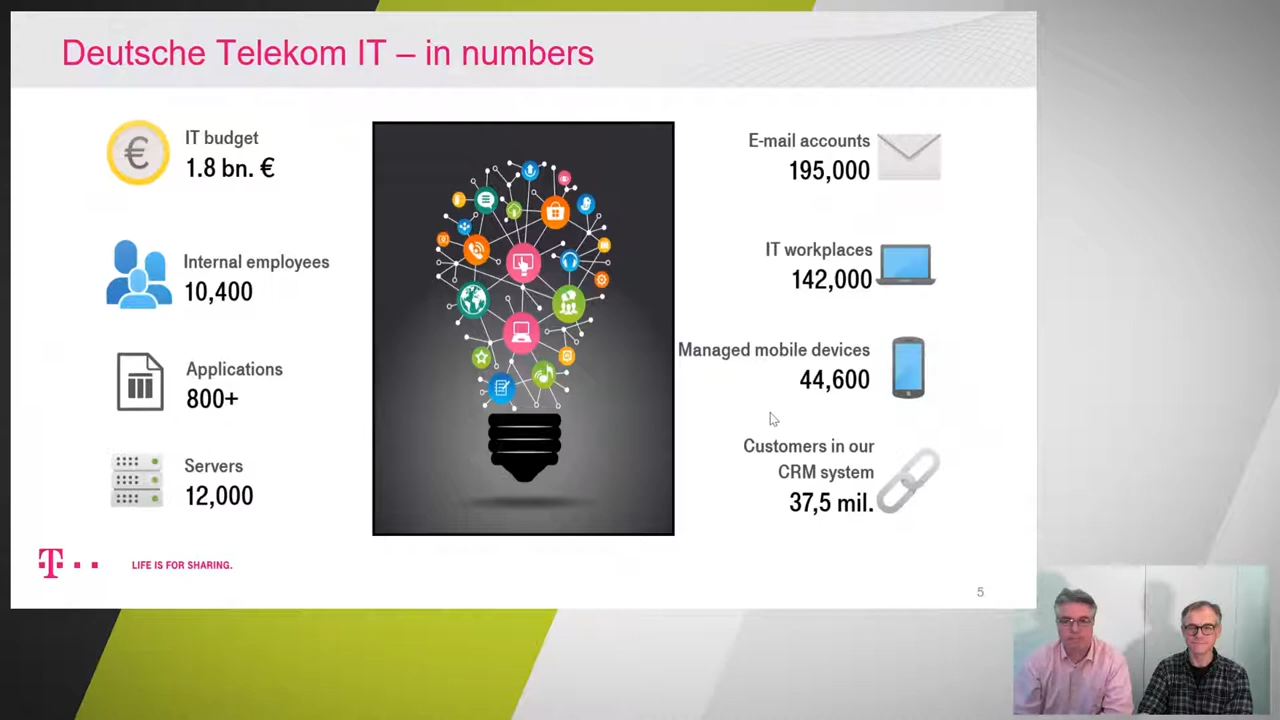 Deutsche Telekom IT – in numbers
IT budget
1.8 bn. €
Internal employees
10,400
Applications
800+
Servers
12,000
E-mail accounts
195,000
IT workplaces
142,000
Managed mobile devices
44,600
Customers in our
CRM system
37,5 mil.
T
LIFE IS FOR SHARING.
5